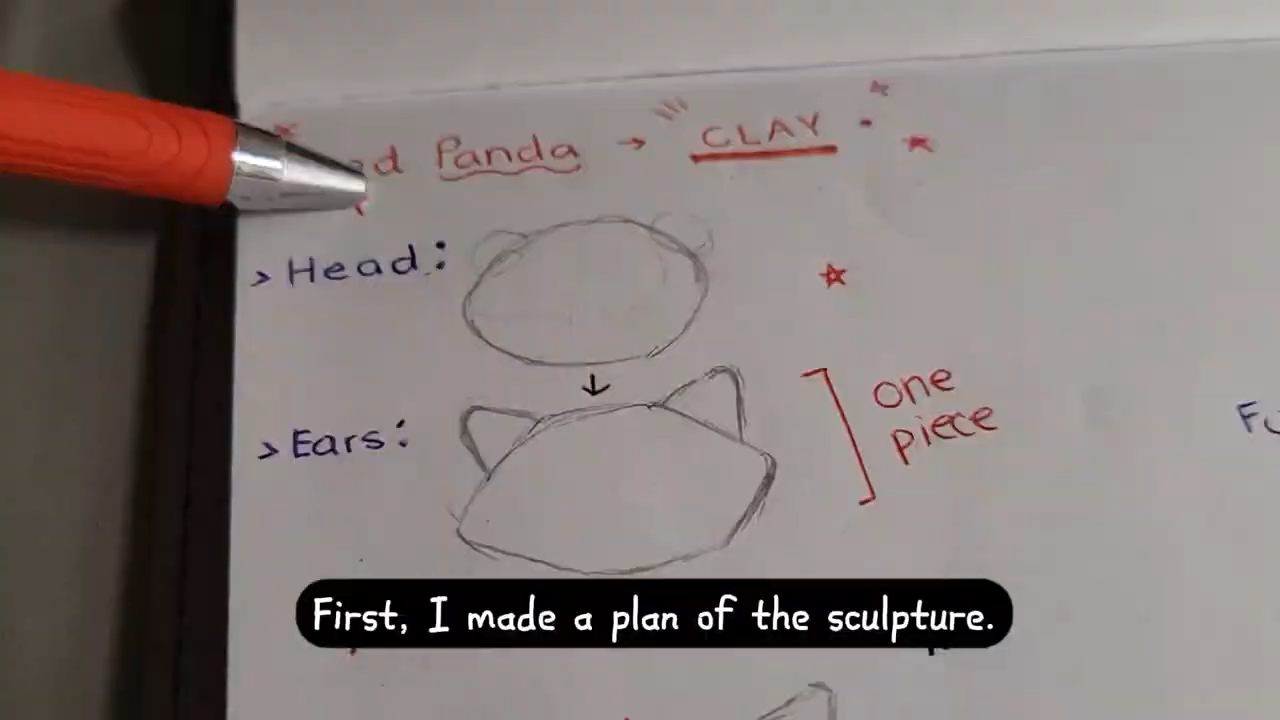 Panda → "CLAY
> Head:
> Ears:
one
piece
First, I made a plan of the sculpture.